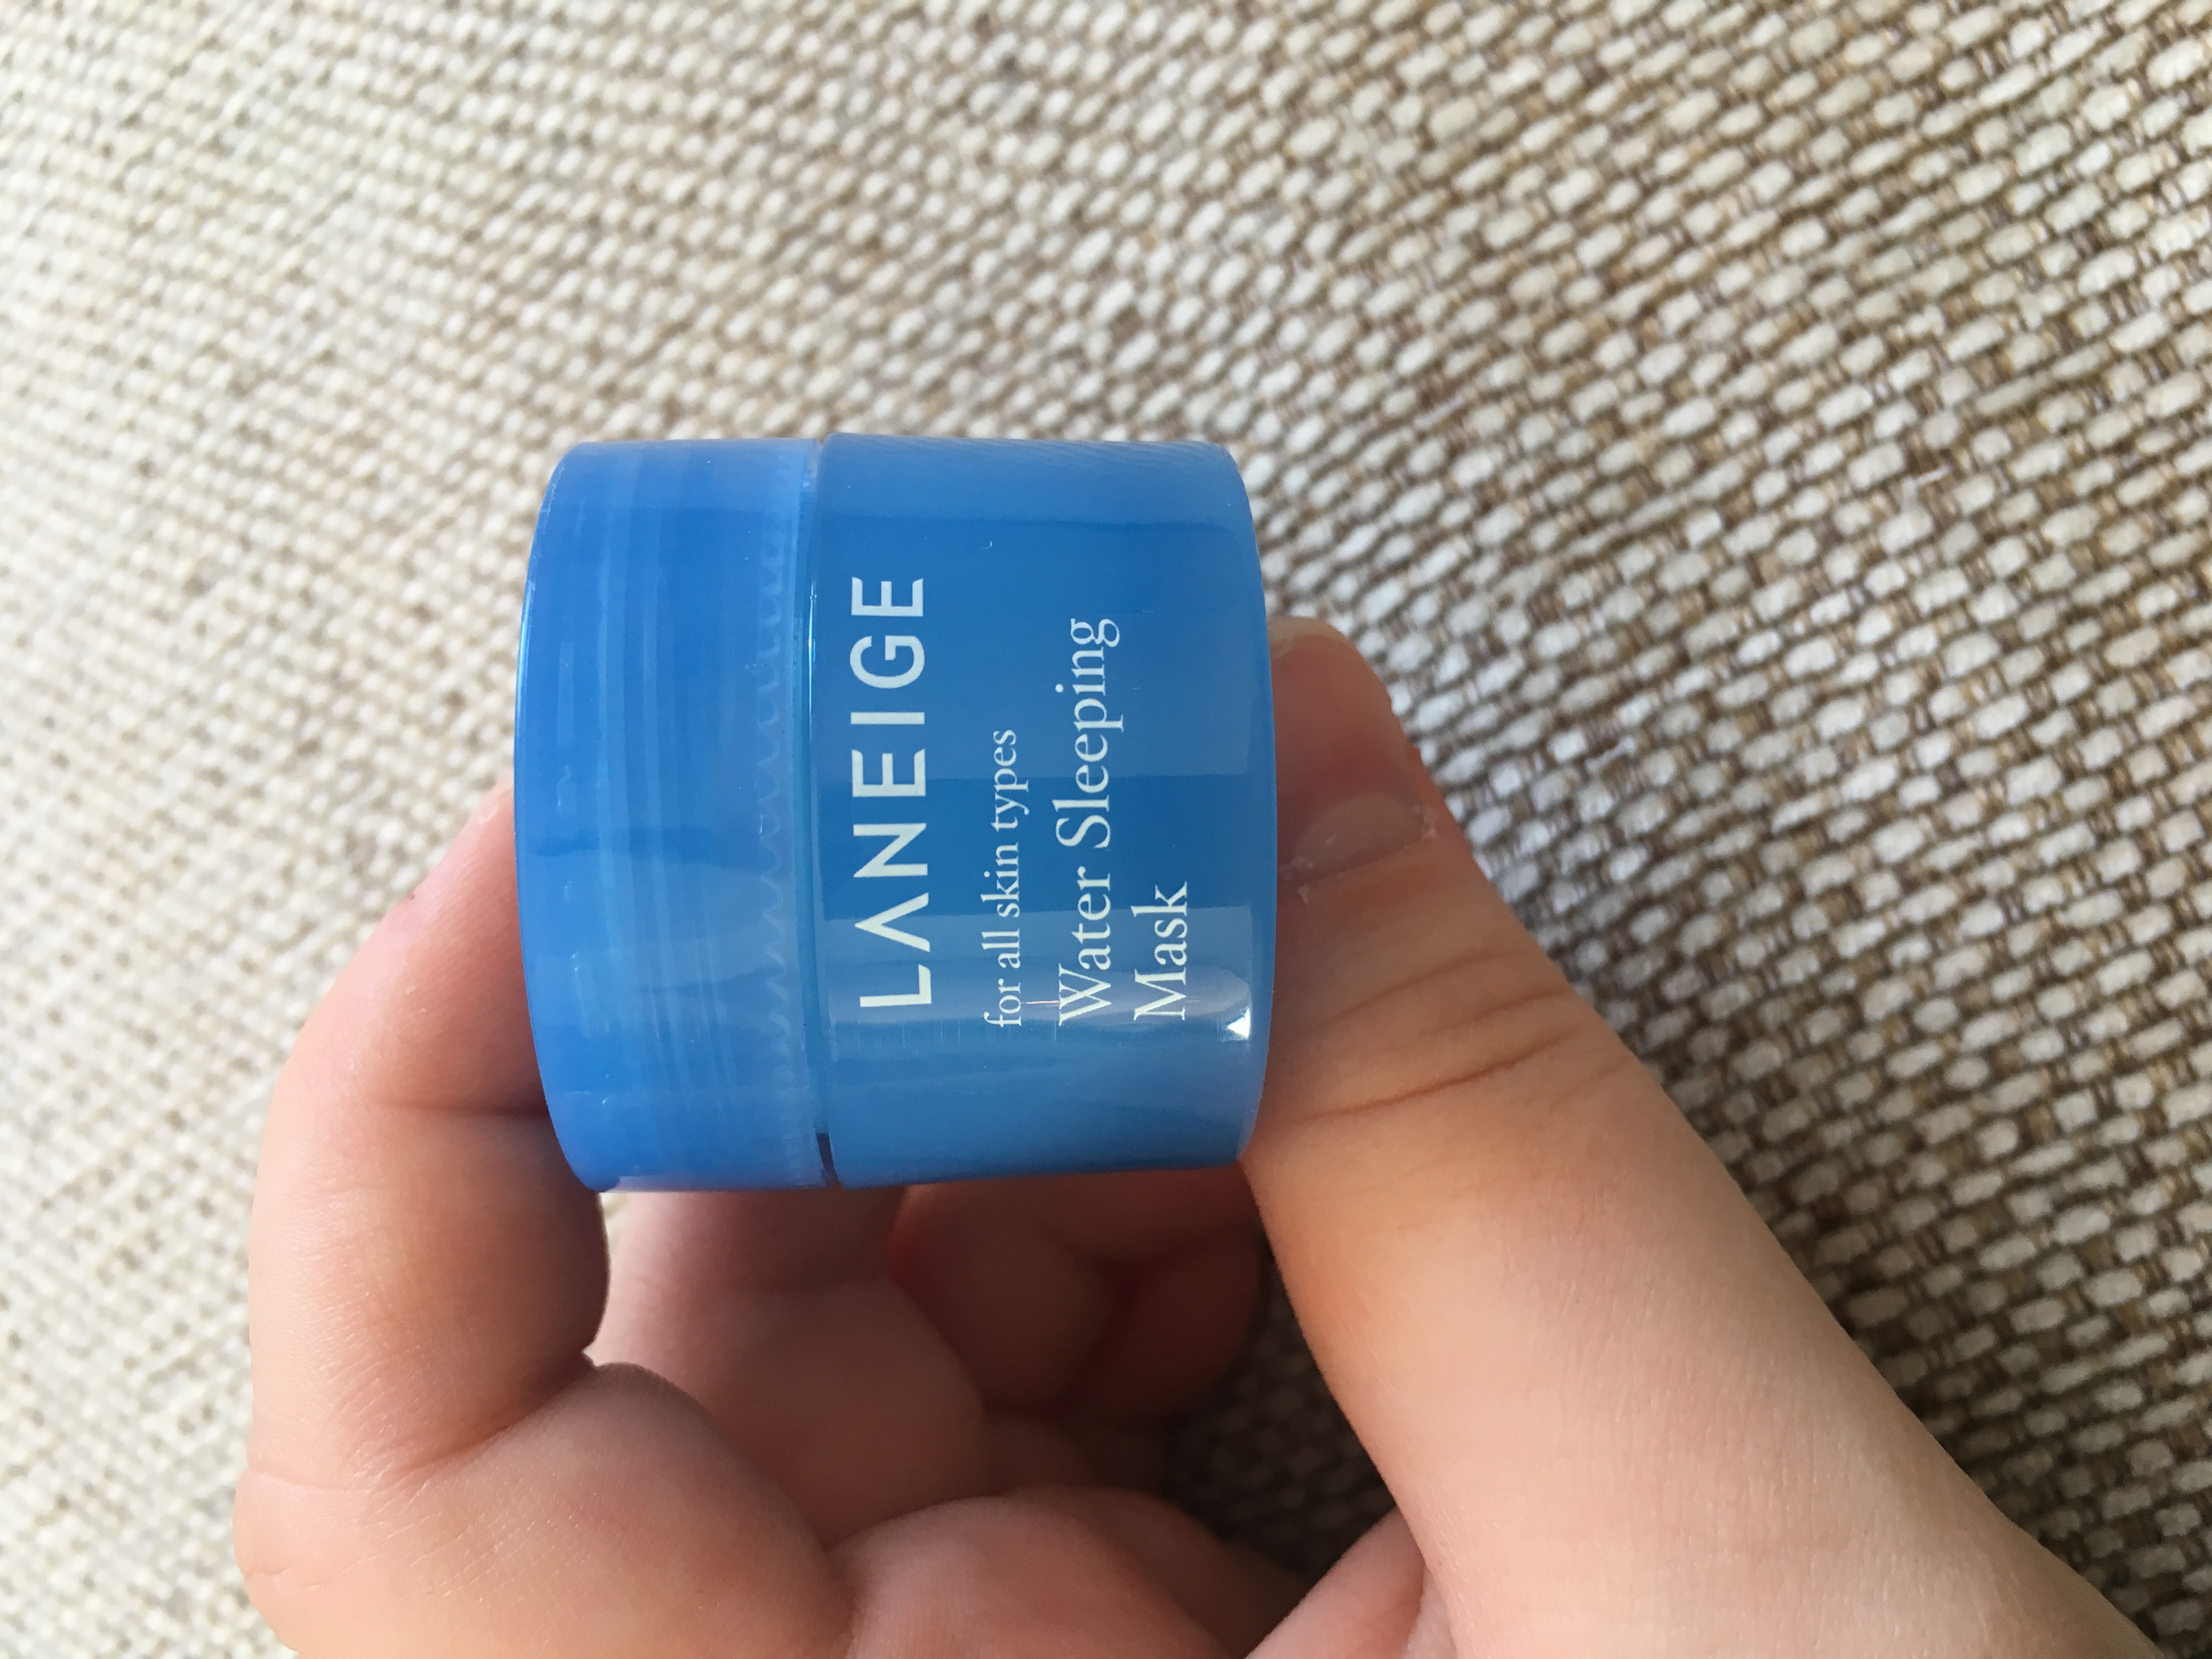 LANEIGE
for all skin types
Water Sleeping
Mask